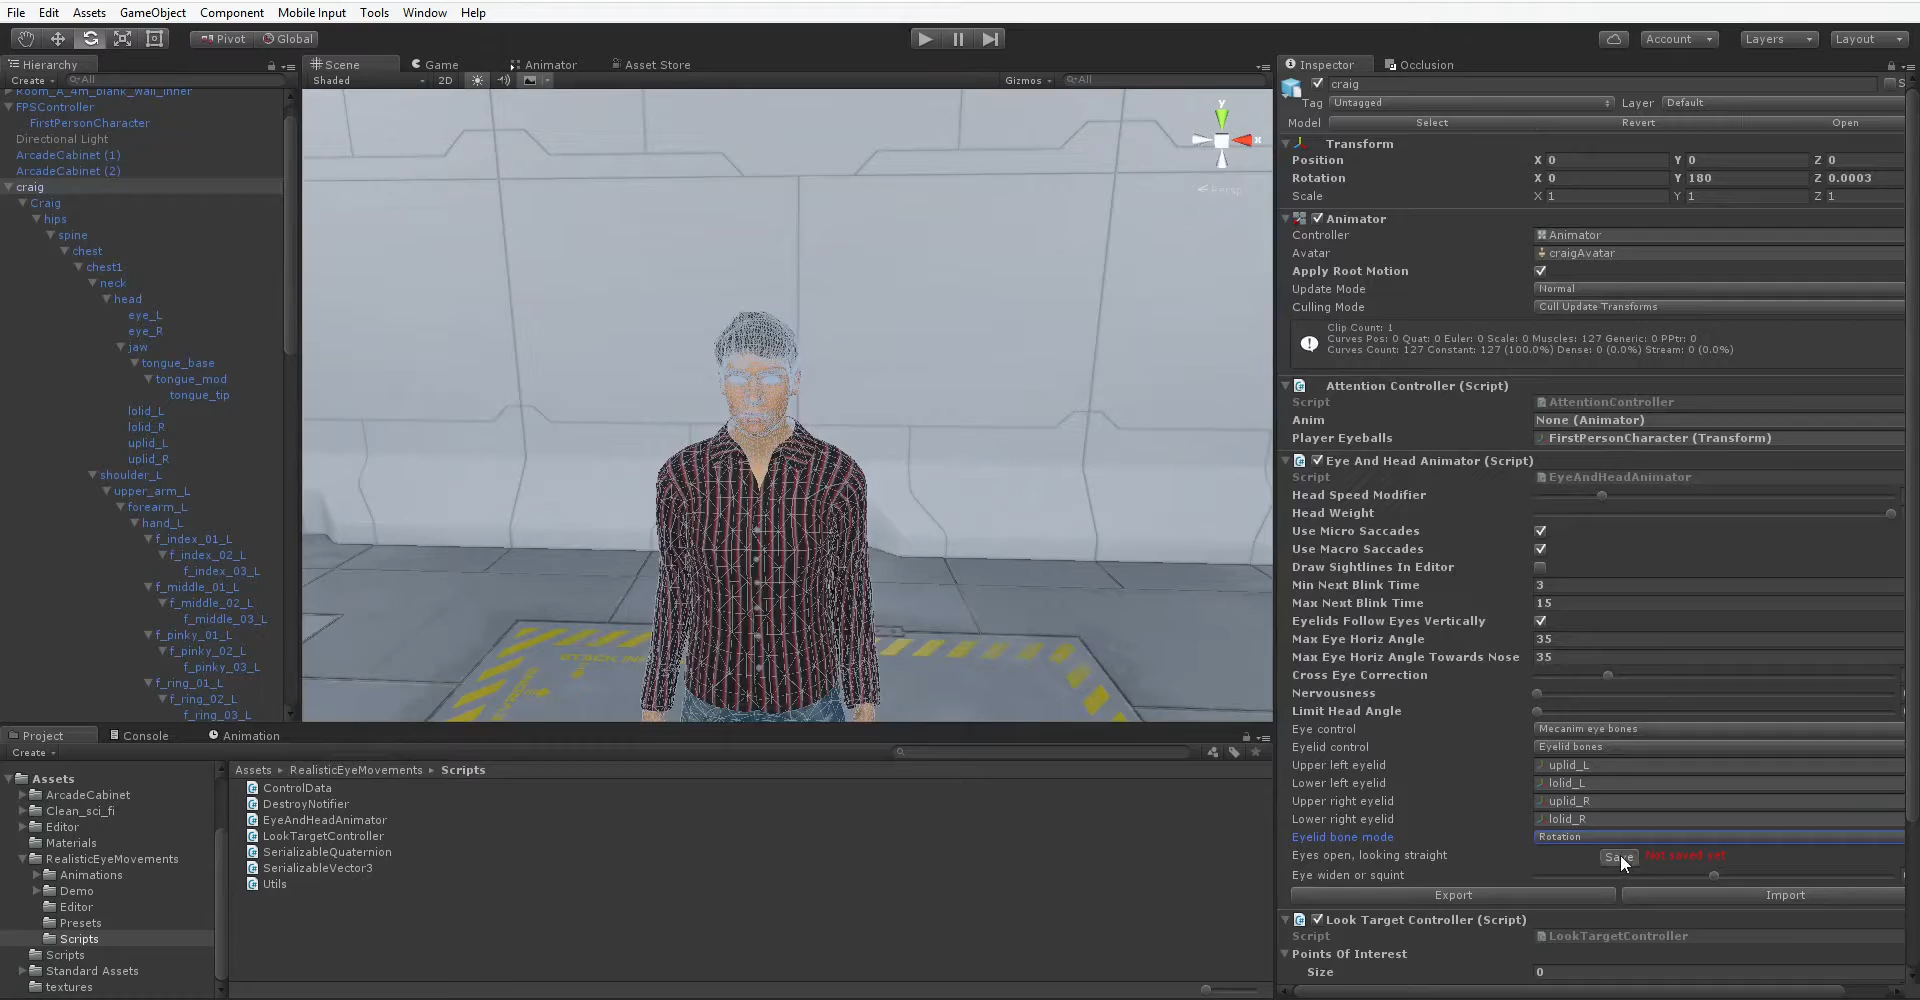 File Edit Assets GameObject Component Mobile Input Tools Window Help
Pivot Global Account Layers Layout
Hierarchy
Create All
Room_A_4m_blank_Wall_inner
FPSController
FirstPersonCharacter
Directional Light
ArcadeCabinet (1)
ArcadeCabinet (2)
craig
Craig
hips
spine
chest
chest1
neck
head
eye_L
eye_R
jaw
tongue_base
tongue_mod
tongue_tip
lolid_L
lolid_R
uplid_L
uplid_R
shoulder_L
upper_arm_L
forearm_L
hand_L
f_index_01_L
f_index_02_L
f_index_03_L
f_middle_01_L
f_middle_02_L
f_middle_03_L
f_pinky_01_L
f_pinky_02_L
f_pinky_03_L
f_ring_01_L
f_ring_02_L
f_ring_03_L
Scene Game Animator Asset Store
Shaded 2D Gizmos All
y
x
Persp
Inspector Occlusion
craig S
Tag Untagged Layer Default
Model Select Revert Open
Transform
Position X 0 Y 0 Z 0
Rotation X 0 Y 180 Z 0.0003
Scale X 1 Y 1 Z 1
Animator
Controller Animator
Avatar craigAvatar
Apply Root Motion
Update Mode Normal
Culling Mode Cull Update Transforms
Clip Count: 1
Curves Pos: 0 Quat: 0 Euler: 0 Scale: 0 Muscles: 127 Generic: 0 PPtr: 0
Curves Count: 127 Constant: 127 (100.0%) Dense: 0 (0.0%) Stream: 0 (0.0%)
Attention Controller (Script)
Script AttentionController
Anim None (Animator)
Player Eyeballs FirstPersonCharacter (Transform)
Eye And Head Animator (Script)
Script EyeAndHeadAnimator
Head Speed Modifier
Head Weight
Use Micro Saccades
Use Macro Saccades
Draw Sightlines In Editor
Min Next Blink Time 3
Max Next Blink Time 15
Eyelids Follow Eyes Vertically
Max Eye Horiz Angle 35
Max Eye Horiz Angle Towards Nose 35
Cross Eye Correction
Nervousness
Limit Head Angle
Eye control Mecanim eye bones
Eyelid control Eyelid bones
Upper left eyelid uplid_L
Lower left eyelid lolid_L
Upper right eyelid uplid_R
Lower right eyelid lolid_R
Eyelid bone mode Rotation
Eyes open, looking straight Save Not saved yet
Eye widen or squint
Export Import
Look Target Controller (Script)
Script LookTargetController
Points Of Interest
Size 0
Project Console Animation
Create
Assets
ArcadeCabinet
Clean_sci_fi
Editor
Materials
RealisticEyeMovements
Animations
Demo
Editor
Presets
Scripts
Scripts
Standard Assets
textures
Assets RealisticEyeMovements Scripts
ControlData
DestroyNotifier
EyeAndHeadAnimator
LookTargetController
SerializableQuaternion
SerializableVector3
Utils